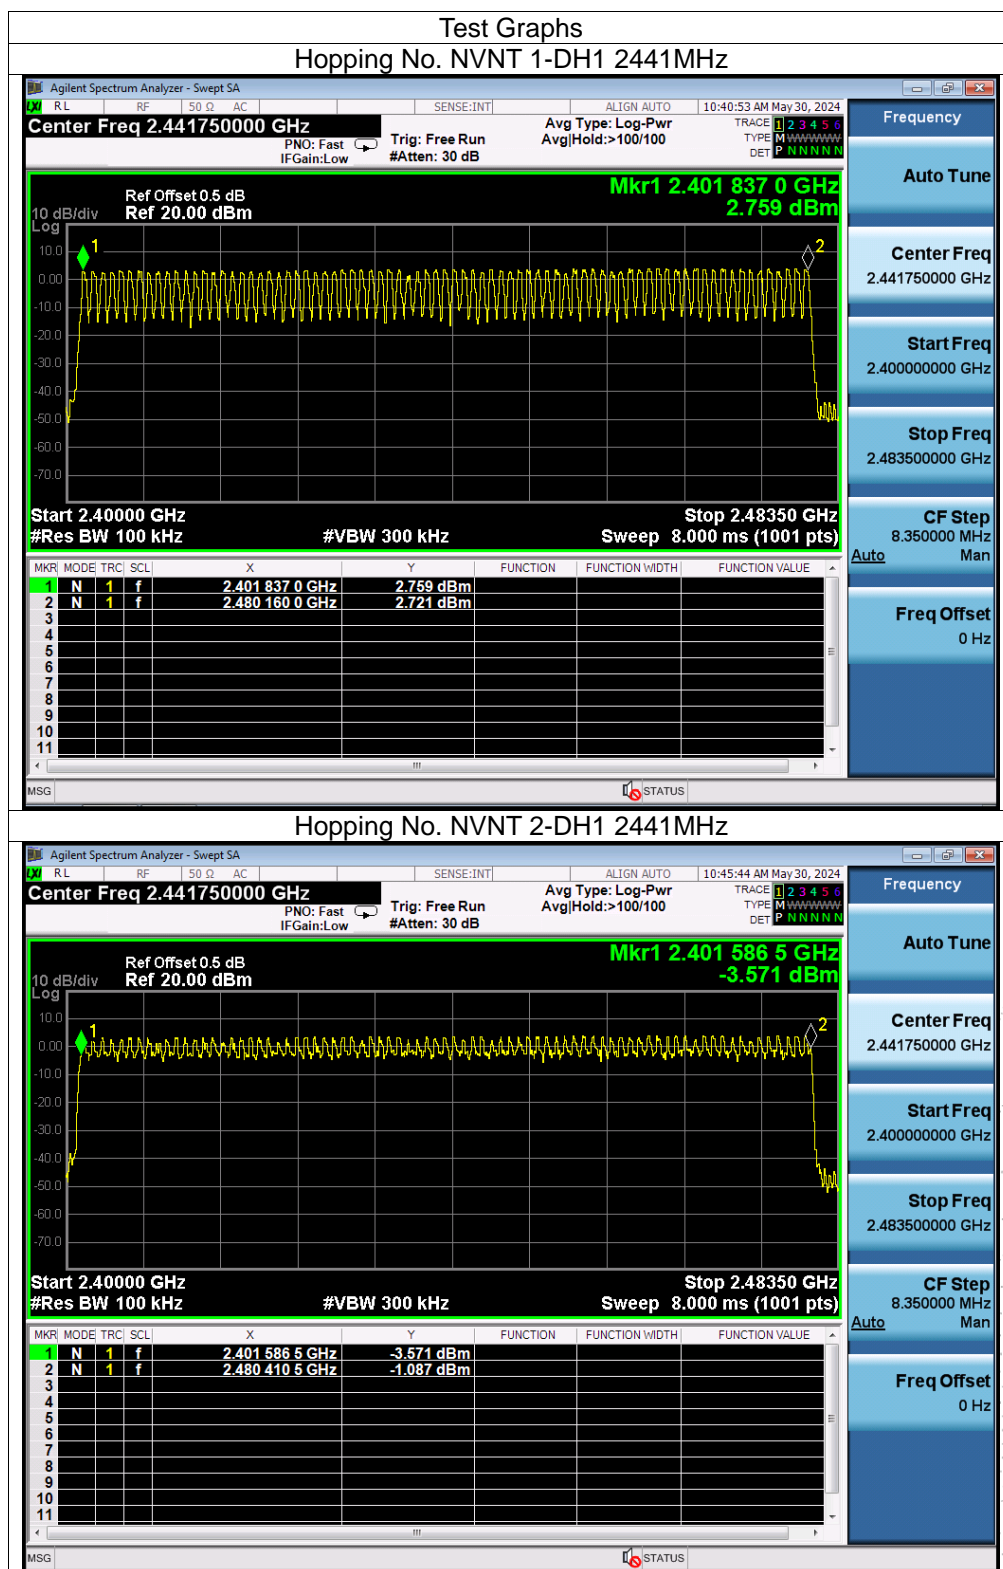 Test Graphs
Hopping No. NVNT 1-DH1 2441MHz
Agilent Spectrum Analyzer - Swept SA
LXI RL RF 50 Ω AC SENSE:INT ALIGN AUTO 10:40:53 AM May 30, 2024
Center Freq 2.441750000 GHz Avg Type: Log-Pwr TRACE 1 2 3 4 5 6
PNO: Fast Trig: Free Run Avg|Hold:>100/100 TYPE M WWWWW
IFGain:Low #Atten: 30 dB DET P N N N N N
Frequency
Mkr1 2.401 837 0 GHz
2.759 dBm
Ref Offset 0.5 dB
10 dB/div Ref 20.00 dBm
Log
1
2
10.0
0.00
-10.0
-20.0
-30.0
-40.0
-50.0
-60.0
-70.0
Start 2.40000 GHz Stop 2.48350 GHz
#Res BW 100 kHz #VBW 300 kHz Sweep 8.000 ms (1001 pts)
MKR MODE TRC SCL X Y FUNCTION FUNCTION WIDTH FUNCTION VALUE
1 N 1 f 2.401 837 0 GHz 2.759 dBm
2 N 1 f 2.480 160 0 GHz 2.721 dBm
3
4
5
6
7
8
9
10
11
MSG STATUS
Auto Tune
Center Freq
2.441750000 GHz
Start Freq
2.400000000 GHz
Stop Freq
2.483500000 GHz
CF Step
8.350000 MHz
Auto Man
Freq Offset
0 Hz
Hopping No. NVNT 2-DH1 2441MHz
Agilent Spectrum Analyzer - Swept SA
LXI RL RF 50 Ω AC SENSE:INT ALIGN AUTO 10:45:44 AM May 30, 2024
Center Freq 2.441750000 GHz Avg Type: Log-Pwr TRACE 1 2 3 4 5 6
PNO: Fast Trig: Free Run Avg|Hold:>100/100 TYPE M WWWWW
IFGain:Low #Atten: 30 dB DET P N N N N N
Frequency
Mkr1 2.401 586 5 GHz
-3.571 dBm
Ref Offset 0.5 dB
10 dB/div Ref 20.00 dBm
Log
1
2
10.0
0.00
-10.0
-20.0
-30.0
-40.0
-50.0
-60.0
-70.0
Start 2.40000 GHz Stop 2.48350 GHz
#Res BW 100 kHz #VBW 300 kHz Sweep 8.000 ms (1001 pts)
MKR MODE TRC SCL X Y FUNCTION FUNCTION WIDTH FUNCTION VALUE
1 N 1 f 2.401 586 5 GHz -3.571 dBm
2 N 1 f 2.480 410 5 GHz -1.087 dBm
3
4
5
6
7
8
9
10
11
MSG STATUS
Auto Tune
Center Freq
2.441750000 GHz
Start Freq
2.400000000 GHz
Stop Freq
2.483500000 GHz
CF Step
8.350000 MHz
Auto Man
Freq Offset
0 Hz